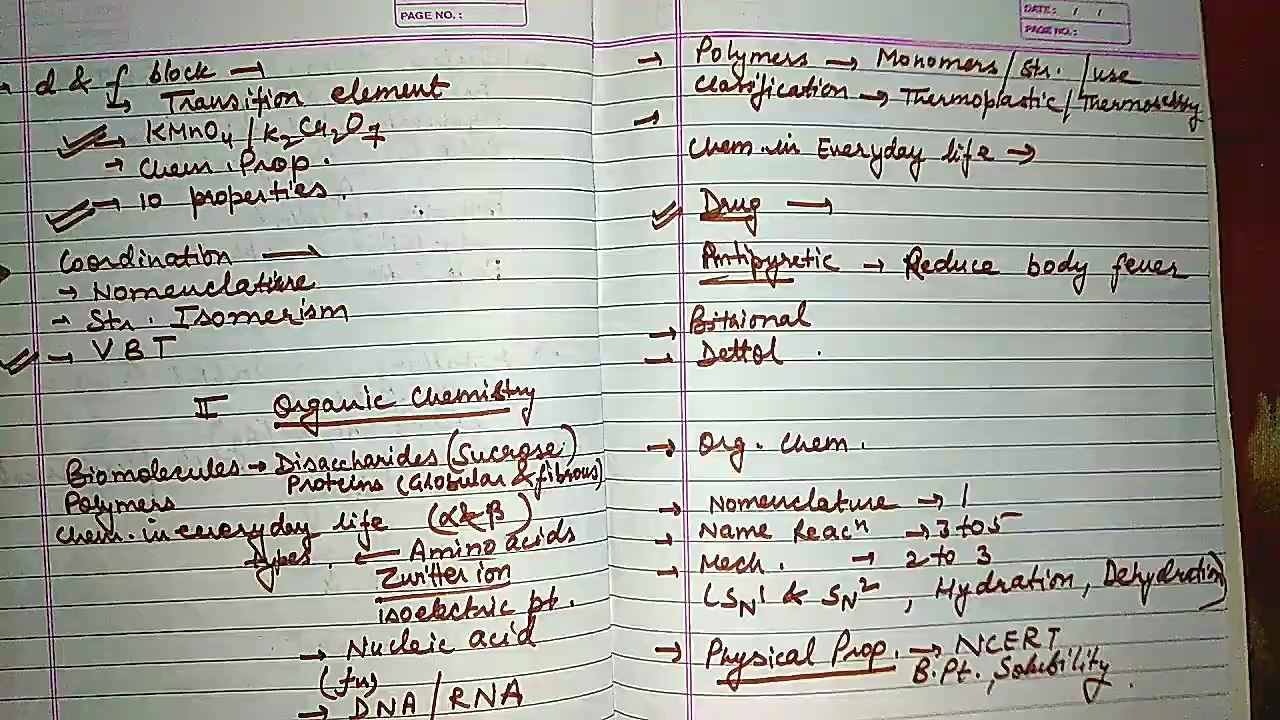 PAGE NO.:
→ d & f block →
↳ Transition element
→ KMnO4 / K2Cr2O7
→ Chem. Prop.
→ 10 properties.
Coordination →
→ Nomenclature
→ Str. Isomerism
→ VBT
II Organic Chemistry
Biomolecules → Disaccharides (Sucrose)
Proteins (Globular & fibrous)
Polymers
(α & β)
Chem. in everyday life
types. ← Amino acids
Zwitter ion
isoelectric pt.
→ Nucleic acid
(fn)
→ DNA / RNA
DATE: / /
PAGE NO.:
→ Polymers → Monomers / Str. / use
Classification → Thermoplastic / Thermosetting
→
Chem. in Everyday life →
Drug →
Antipyretic → Reduce body fever
→ Bithional
→ Dettol.
→ Org. Chem.
→ Nomenclature → 1
→ Name Reacn → 3 to 5
→ Mech. → 2 to 3
(SN1 & SN2, Hydration, Dehydration)
→ Physical Prop. → NCERT
B.Pt., Solubility.